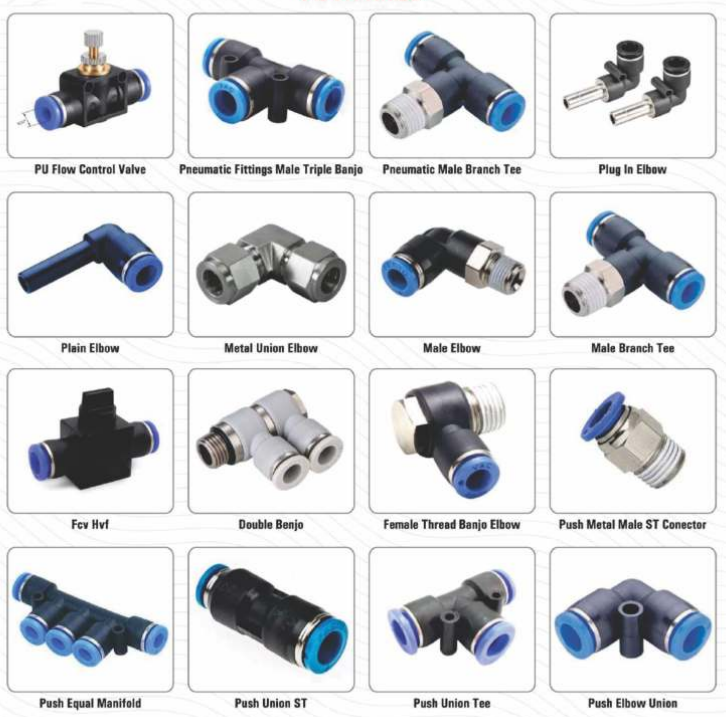 PU Flow Control Valve
Pneumatic Fittings Male Triple Banjo
Pneumatic Male Branch Tee
Plug In Elbow
Plain Elbow
Metal Union Elbow
Male Elbow
Male Branch Tee
Fcv Hvf
Double Benjo
Female Thread Banjo Elbow
Push Metal Male ST Conector
Push Equal Manifold
Push Union ST
Push Union Tee
Push Elbow Union